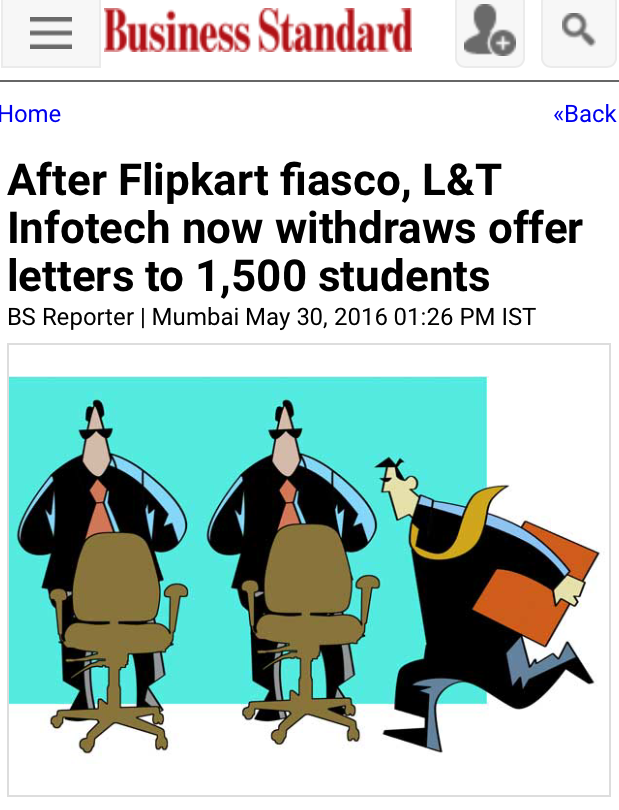 Business Standard
Home
«Back
After Flipkart fiasco, L&T
Infotech now withdraws offer
letters to 1,500 students
BS Reporter | Mumbai May 30, 2016 01:26 PM IST